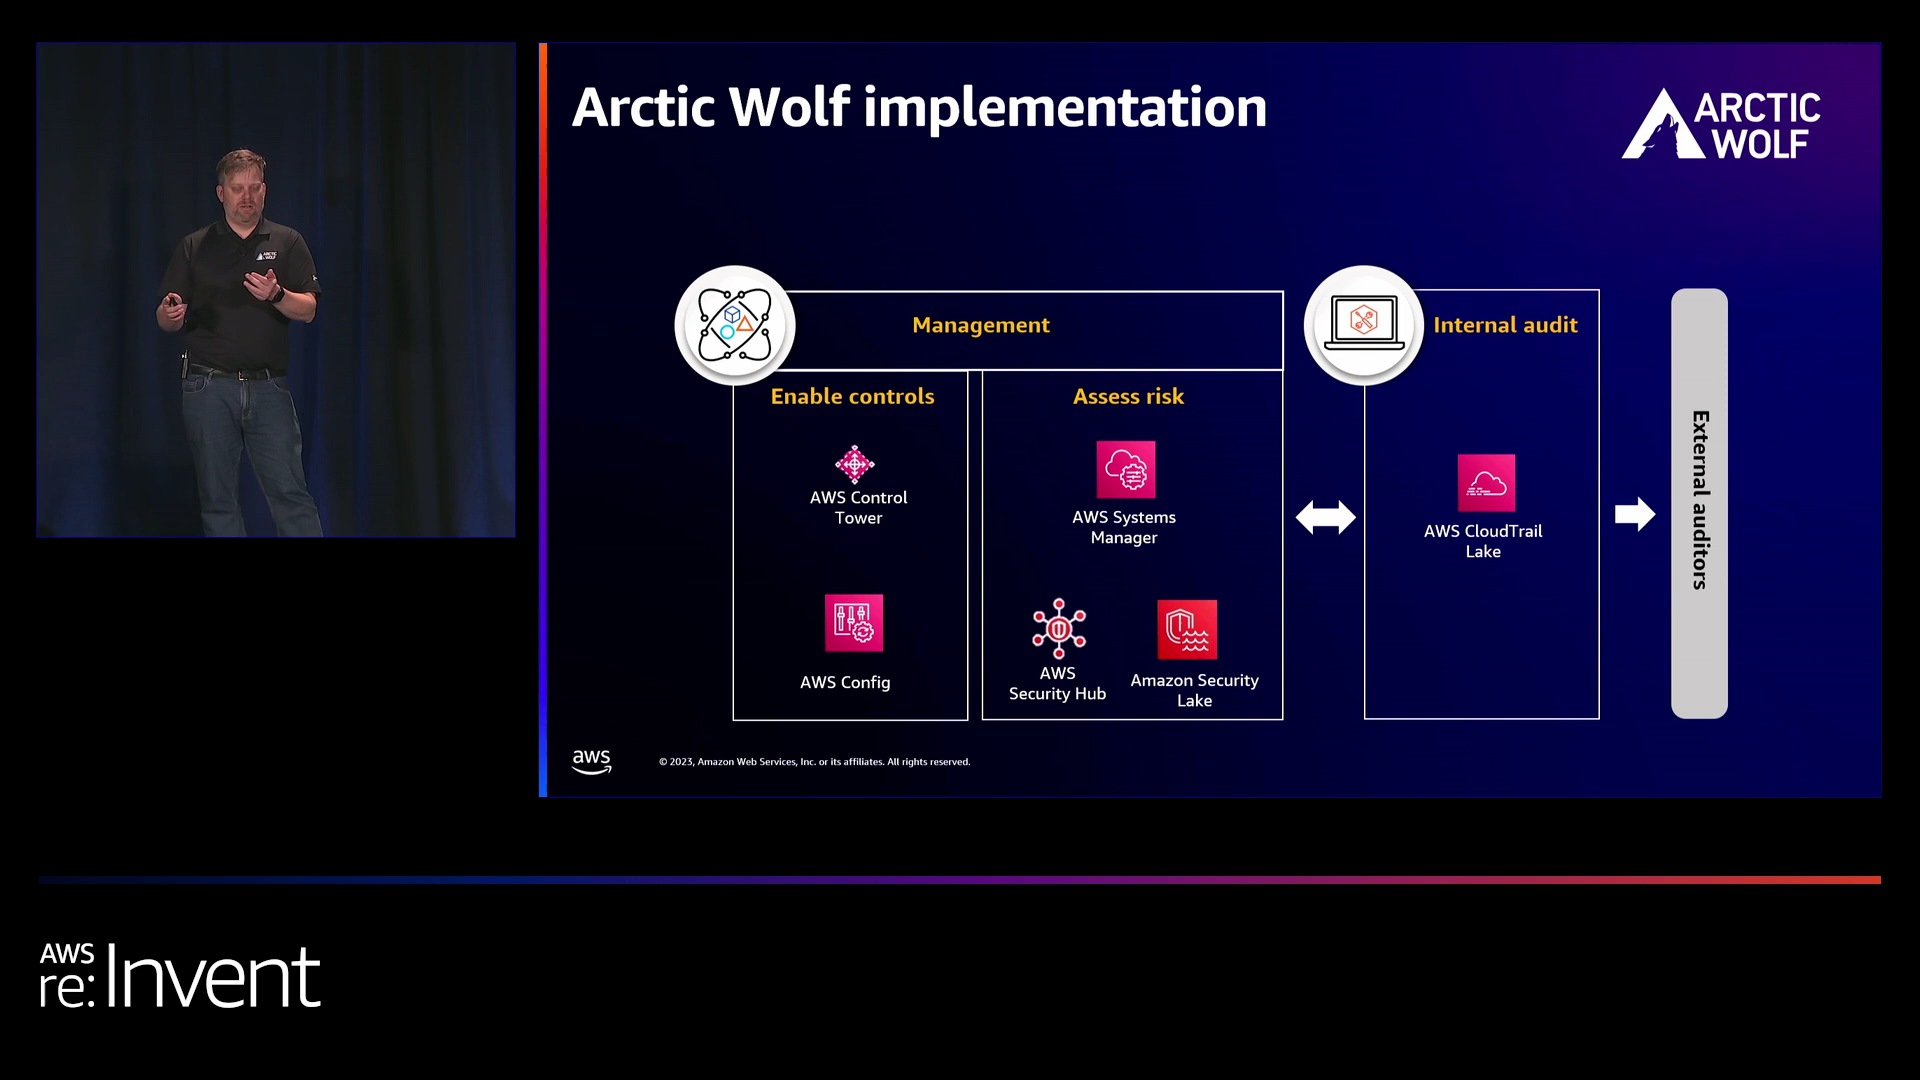 Arctic Wolf implementation
ARCTIC
WOLF
ARCTIC
WOLF
Management
Internal audit
Enable controls
Assess risk
AWS Control
Tower
AWS Systems
Manager
AWS CloudTrail
Lake
External auditors
AWS Config
AWS
Security Hub
Amazon Security
Lake
aws
© 2023, Amazon Web Services, Inc. or its affiliates. All rights reserved.
AWS
re:Invent